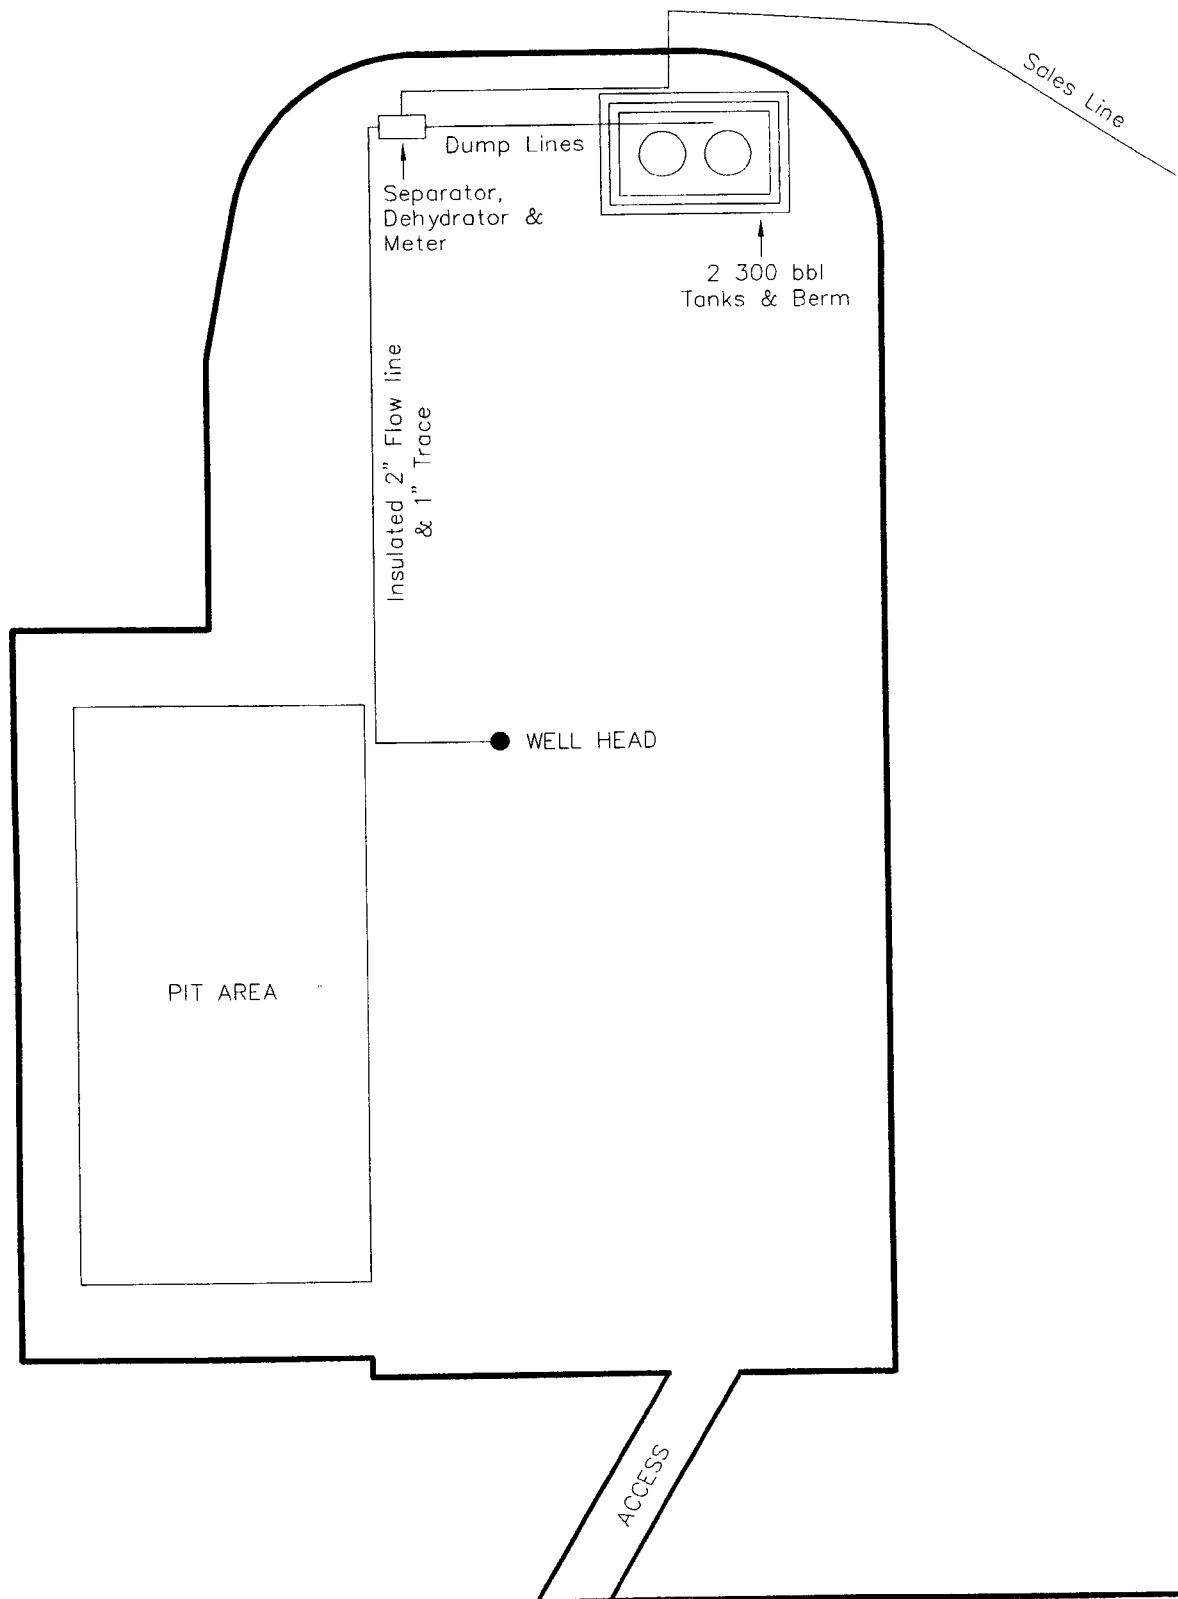 Sales Line
Dump Lines
Separator,
Dehydrator &
Meter
2 300 bbl
Tanks & Berm
Insulated 2" Flow line
& 1" Trace
WELL HEAD
PIT AREA
ACCESS